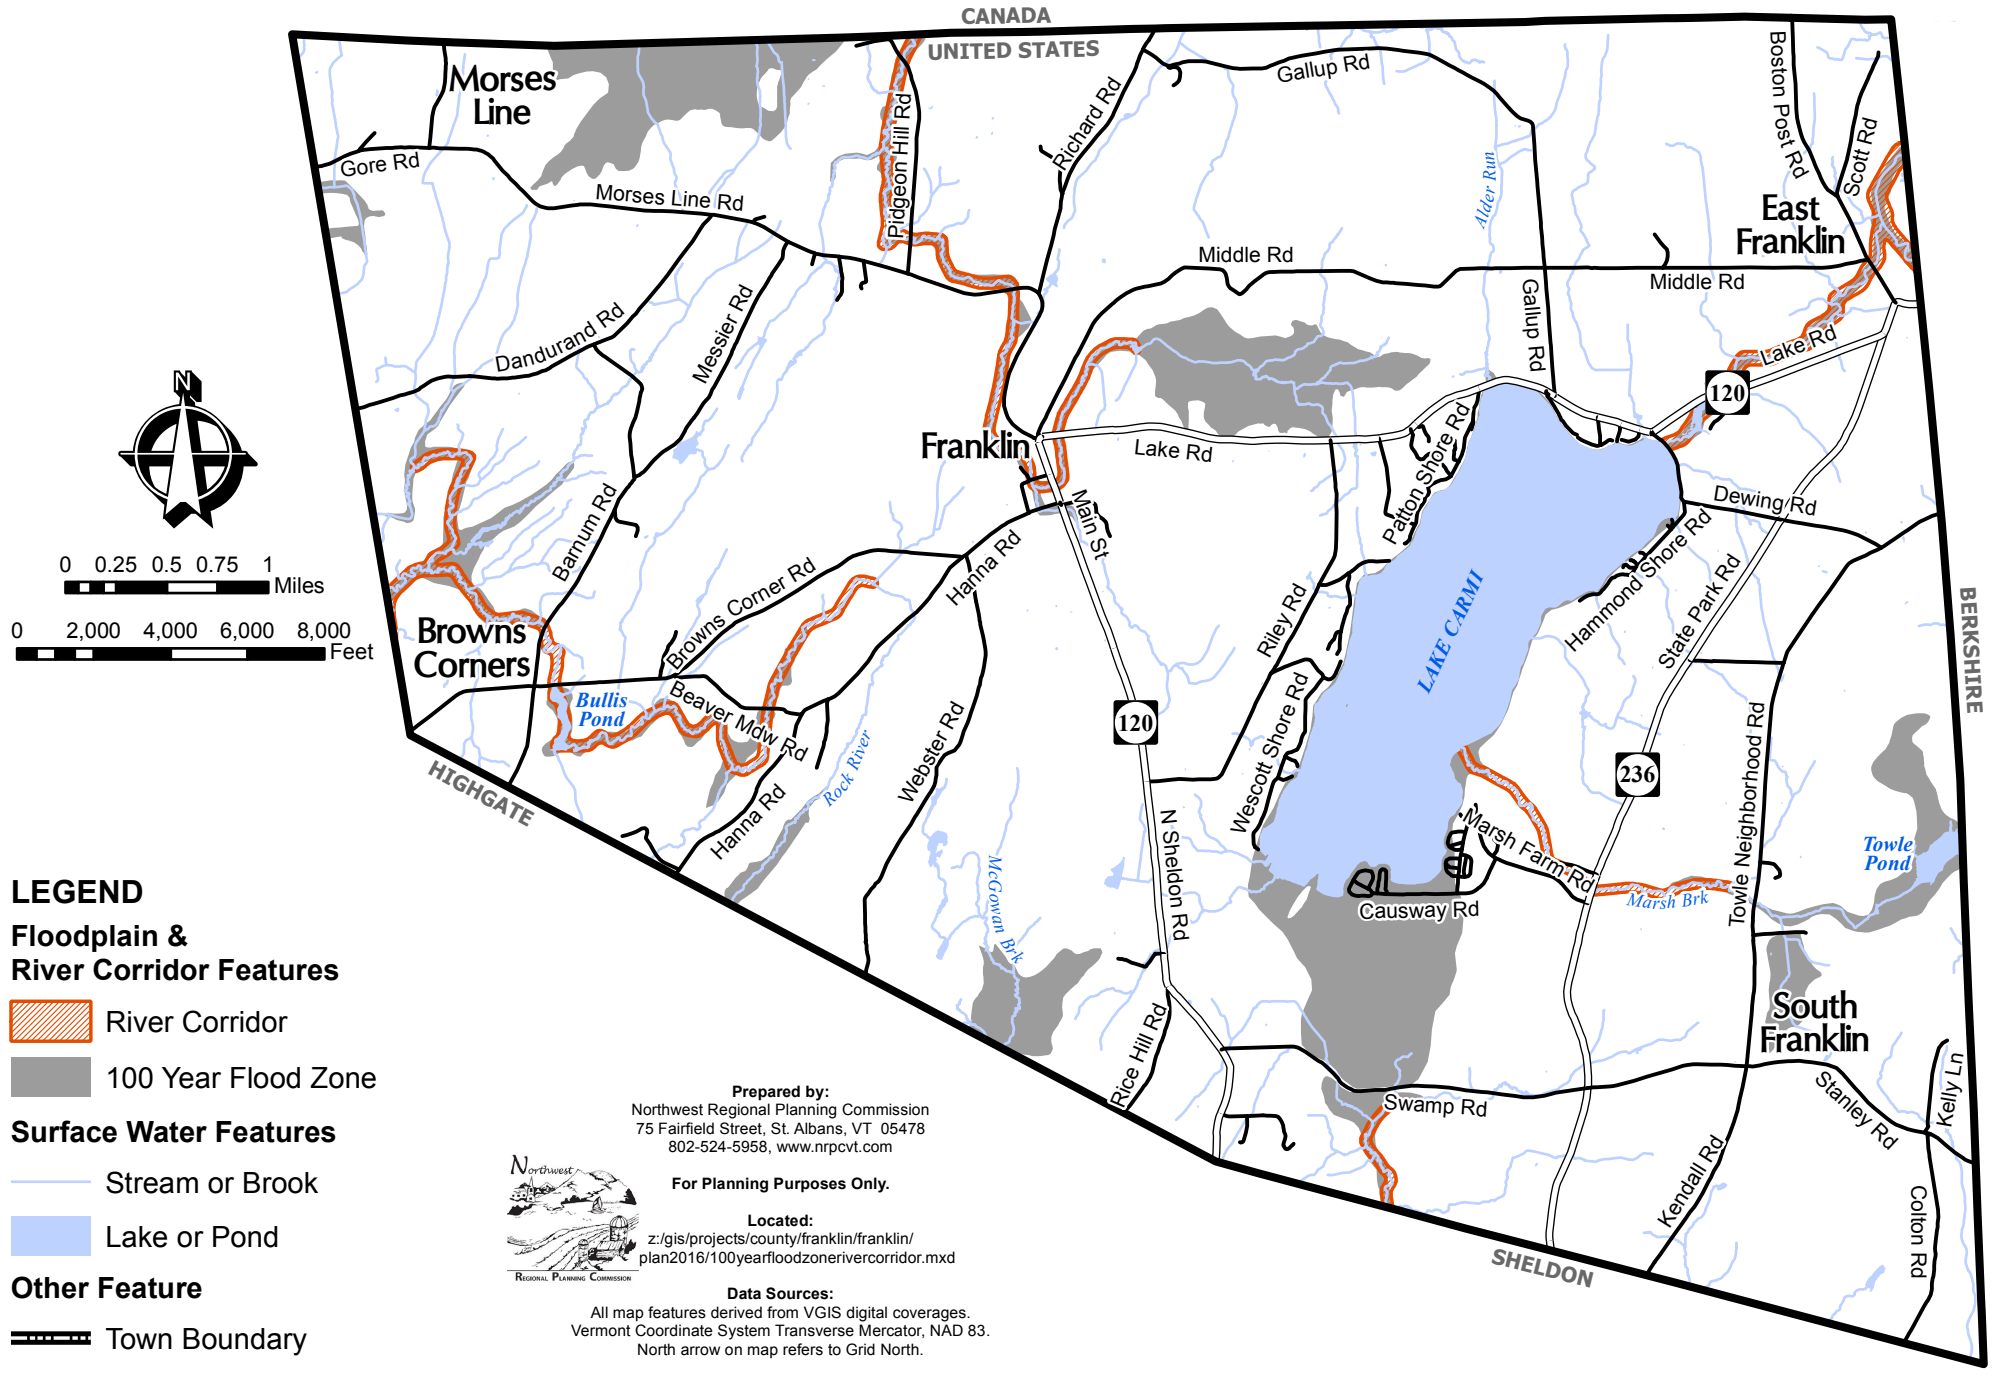 CANADA
UNITED STATES
Morses
Line
Gore Rd
Morses Line Rd
Pidgeon Hill Rd
Richard Rd
Gallup Rd
Boston Post Rd
Scott Rd
Alder Run
East
Franklin
Middle Rd
Middle Rd
Gallup Rd
Dandurand Rd
Messier Rd
Lake Rd
120
N
Franklin
Lake Rd
Patton Shore Rd
Main St
Dewing Rd
Barnum Rd
Hanna Rd
Browns Corner Rd
Hammond Shore Rd
State Park Rd
Riley Rd
LAKE CARMI
BERKSHIRE
0 0.25 0.5 0.75 1
Miles
0 2,000 4,000 6,000 8,000
Feet
Browns
Corners
Bullis
Pond
Beaver Mdw Rd
120
Wescott Shore Rd
Webster Rd
Rock River
236
Towle Neighborhood Rd
HIGHGATE
Hanna Rd
N Sheldon Rd
Marsh Farm Rd
Towle
Pond
McGowan Brk
Causway Rd
Marsh Brk
South
Franklin
Rice Hill Rd
Swamp Rd
Stanley Rd
Kelly Ln
Kendall Rd
Colton Rd
SHELDON
LEGEND
Floodplain &
River Corridor Features
River Corridor
100 Year Flood Zone
Surface Water Features
Stream or Brook
Lake or Pond
Other Feature
Town Boundary
Prepared by:
Northwest Regional Planning Commission
75 Fairfield Street, St. Albans, VT 05478
802-524-5958, www.nrpcvt.com
For Planning Purposes Only.
Located:
z:/gis/projects/county/franklin/franklin/
plan2016/100yearfloodzonerivercorridor.mxd
Northwest
REGIONAL PLANNING COMMISSION
Data Sources:
All map features derived from VGIS digital coverages.
Vermont Coordinate System Transverse Mercator, NAD 83.
North arrow on map refers to Grid North.